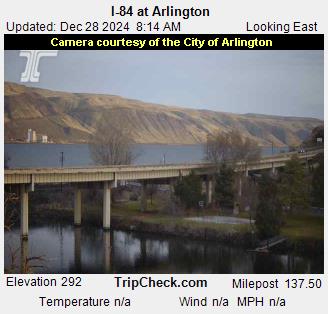 I-84 at Arlington
Updated: Dec 28 2024 8:14 AM Looking East
Camera courtesy of the City of Arlington
Elevation 292 TripCheck.com Milepost 137.50
Temperature n/a Wind n/a MPH n/a